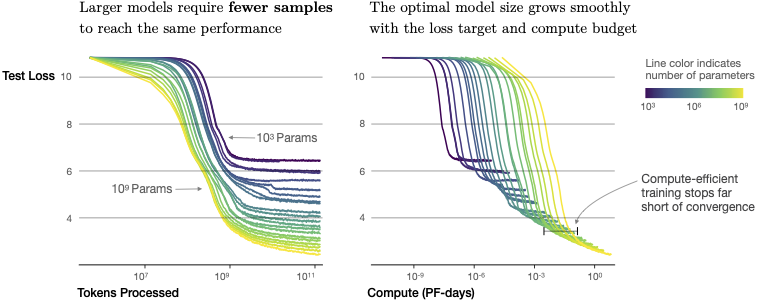 Larger models require fewer samples
to reach the same performance
The optimal model size grows smoothly
with the loss target and compute budget
Test Loss
10
8
6
4
10⁷
10⁹
10¹¹
Tokens Processed
10³ Params
10⁹ Params
10
8
6
4
10⁻⁹
10⁻⁶
10⁻³
10⁰
Compute (PF-days)
Line color indicates
number of parameters
10³
10⁶
10⁹
Compute-efficient
training stops far
short of convergence